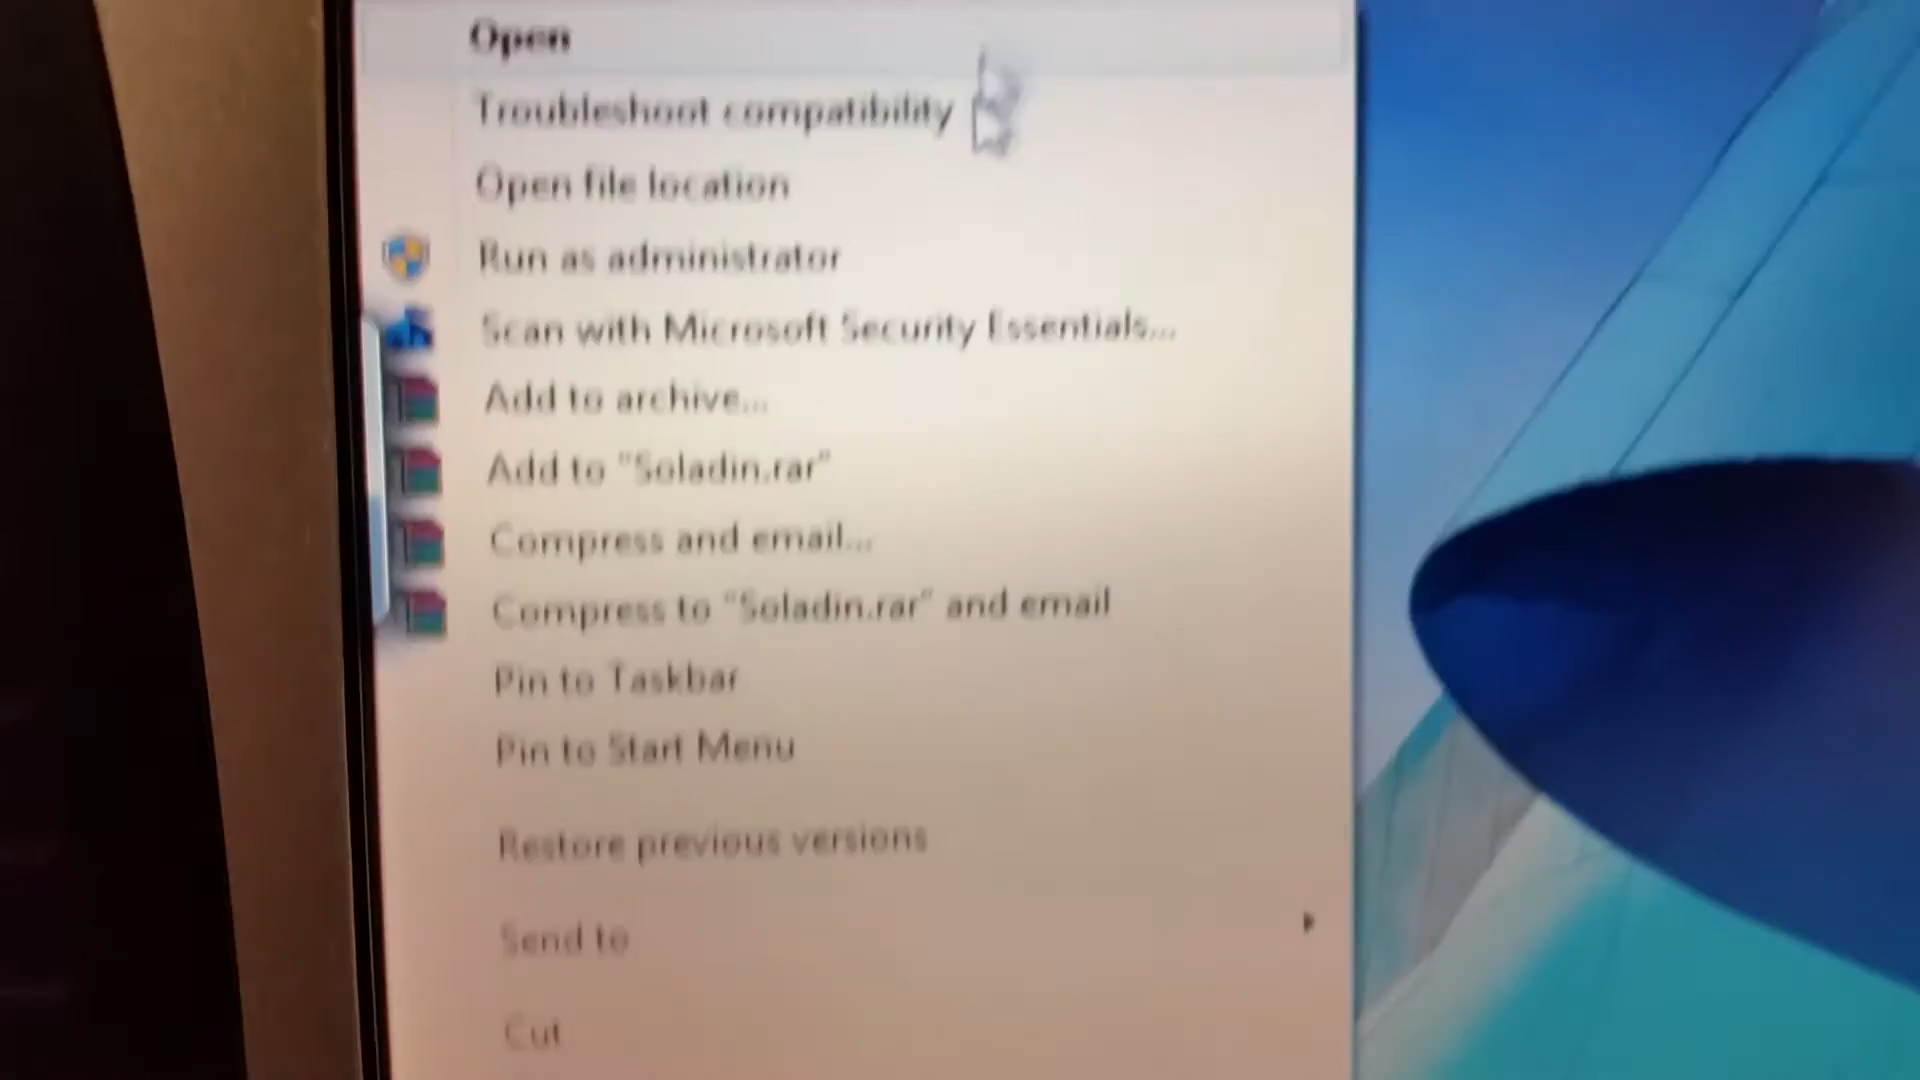 Open
Troubleshoot compatibility
Open file location
Run as administrator
Scan with Microsoft Security Essentials...
Add to archive...
Add to "Soladin.rar"
Compress and email...
Compress to "Soladin.rar" and email
Pin to Taskbar
Pin to Start Menu
Restore previous versions
Send to
Cut